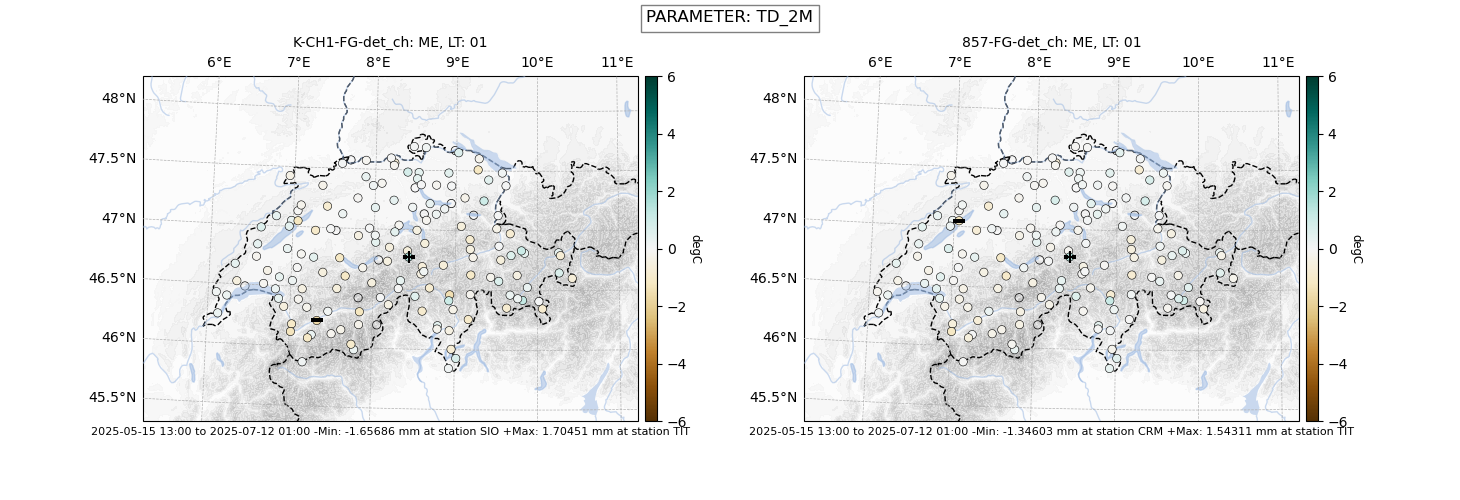 PARAMETER: TD_2M
K-CH1-FG-det_ch: ME, LT: 01
857-FG-det_ch: ME, LT: 01
6°E 7°E 8°E 9°E 10°E 11°E
6°E 7°E 8°E 9°E 10°E 11°E
48°N
47.5°N
47°N
46.5°N
46°N
45.5°N
6
4
2
0
−2
−4
−6
degC
48°N
47.5°N
47°N
46.5°N
46°N
45.5°N
6
4
2
0
−2
−4
−6
degC
2025-05-15 13:00 to 2025-07-12 01:00 -Min: -1.65686 mm at station SIO +Max: 1.70451 mm at station TIT
2025-05-15 13:00 to 2025-07-12 01:00 -Min: -1.34603 mm at station CRM +Max: 1.54311 mm at station TIT